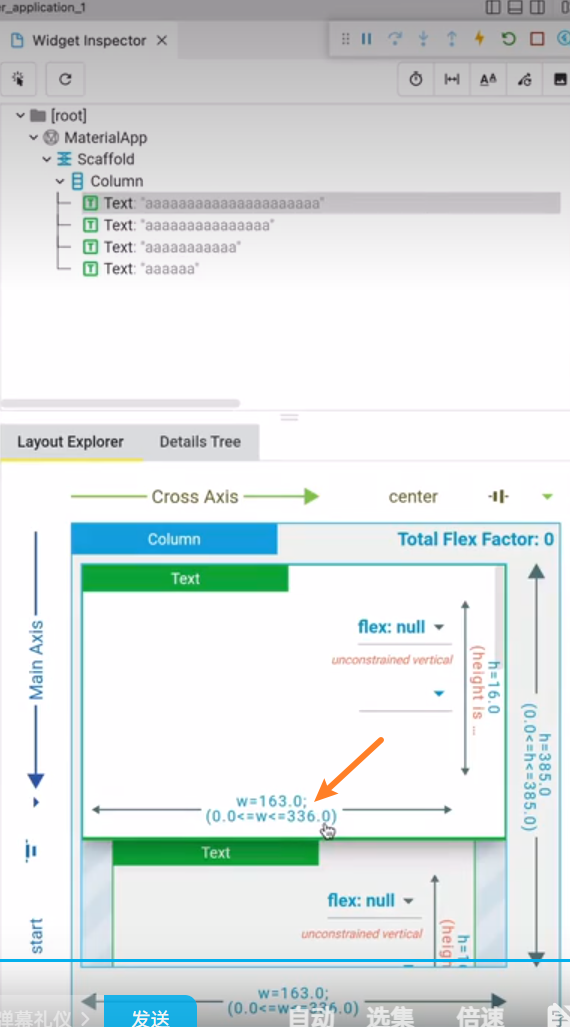 er_application_1
Widget Inspector
[root]
MaterialApp
Scaffold
Column
Text: "aaaaaaaaaaaaaaaaaaaaa"
Text: "aaaaaaaaaaaaaaa"
Text: "aaaaaaaaaaa"
Text: "aaaaaa"
Layout Explorer Details Tree
Cross Axis center
Column Total Flex Factor: 0
Text
flex: null
unconstrained vertical
h=16.0
(height is ...
Main Axis
h=385.0
(0.0<=h<=385.0)
w=163.0;
(0.0<=w<=336.0)
Text
flex: null
unconstrained vertical
start
w=163.0;
(0.0<=w<=336.0)
弹幕礼仪 > 发送 自动 选集 倍速 字